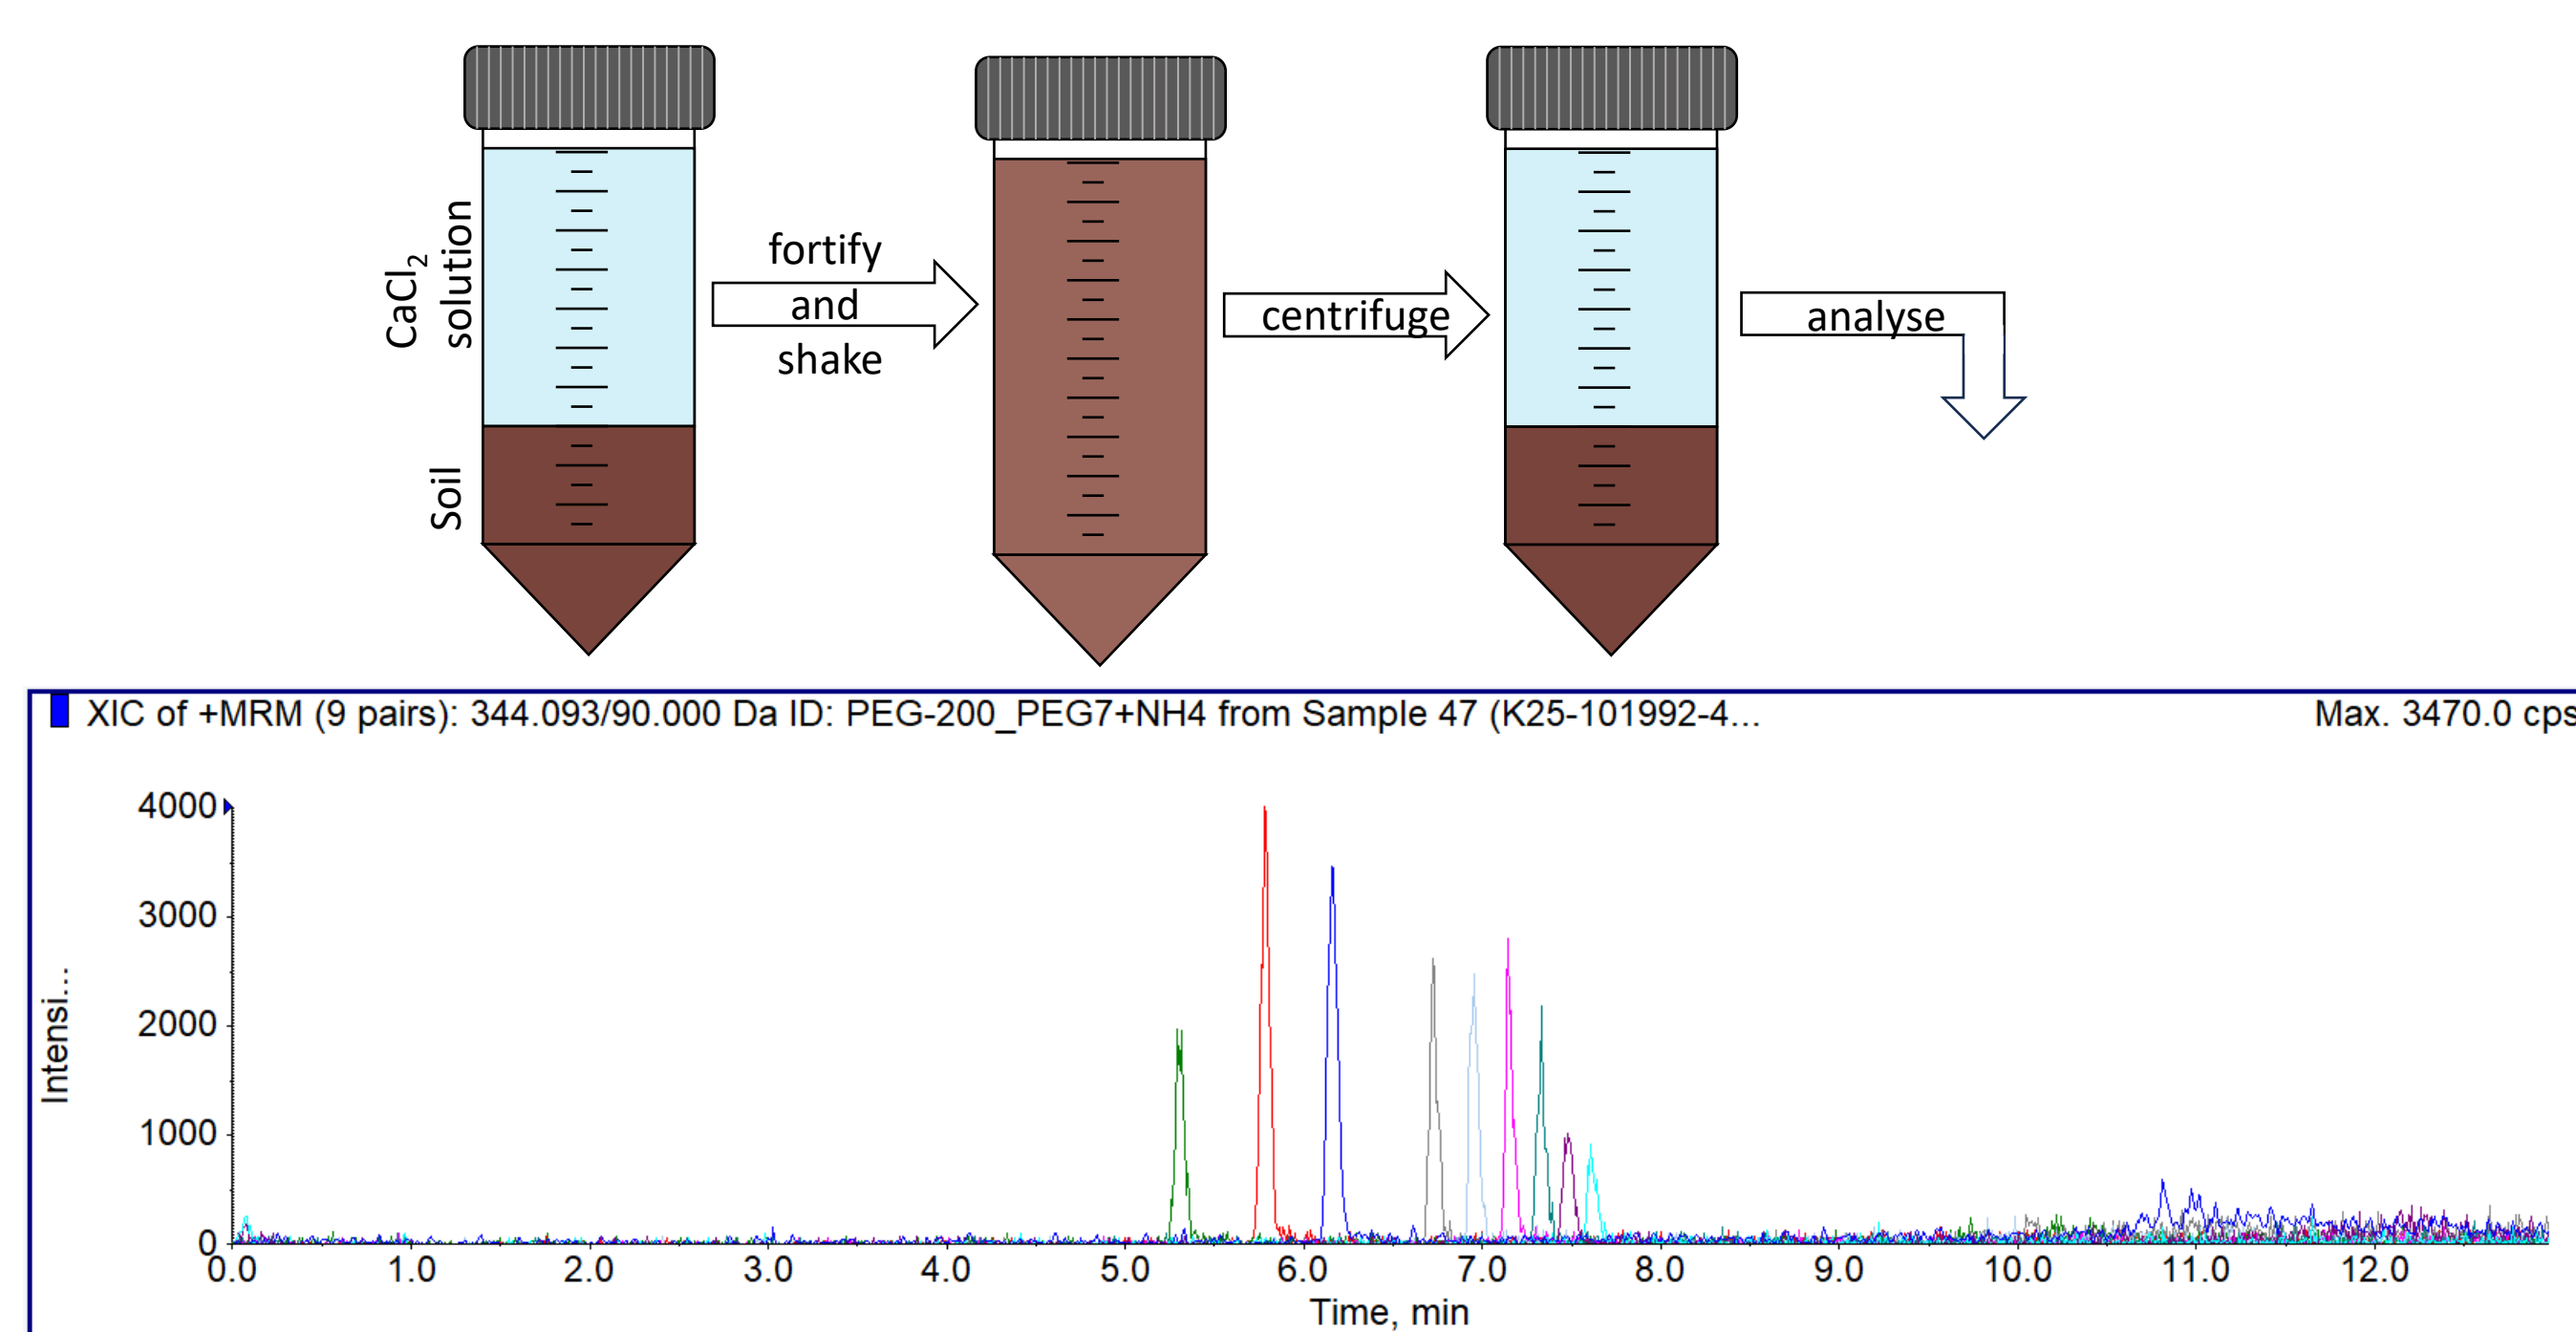 CaCl₂
solution
Soil
fortify
and
shake
centrifuge
analyse
XIC of +MRM (9 pairs): 344.093/90.000 Da ID: PEG-200_PEG7+NH4 from Sample 47 (K25-101992-4...
Max. 3470.0 cps
Intensi...
4000
3000
2000
1000
0
0.0 1.0 2.0 3.0 4.0 5.0 6.0 7.0 8.0 9.0 10.0 11.0 12.0
Time, min